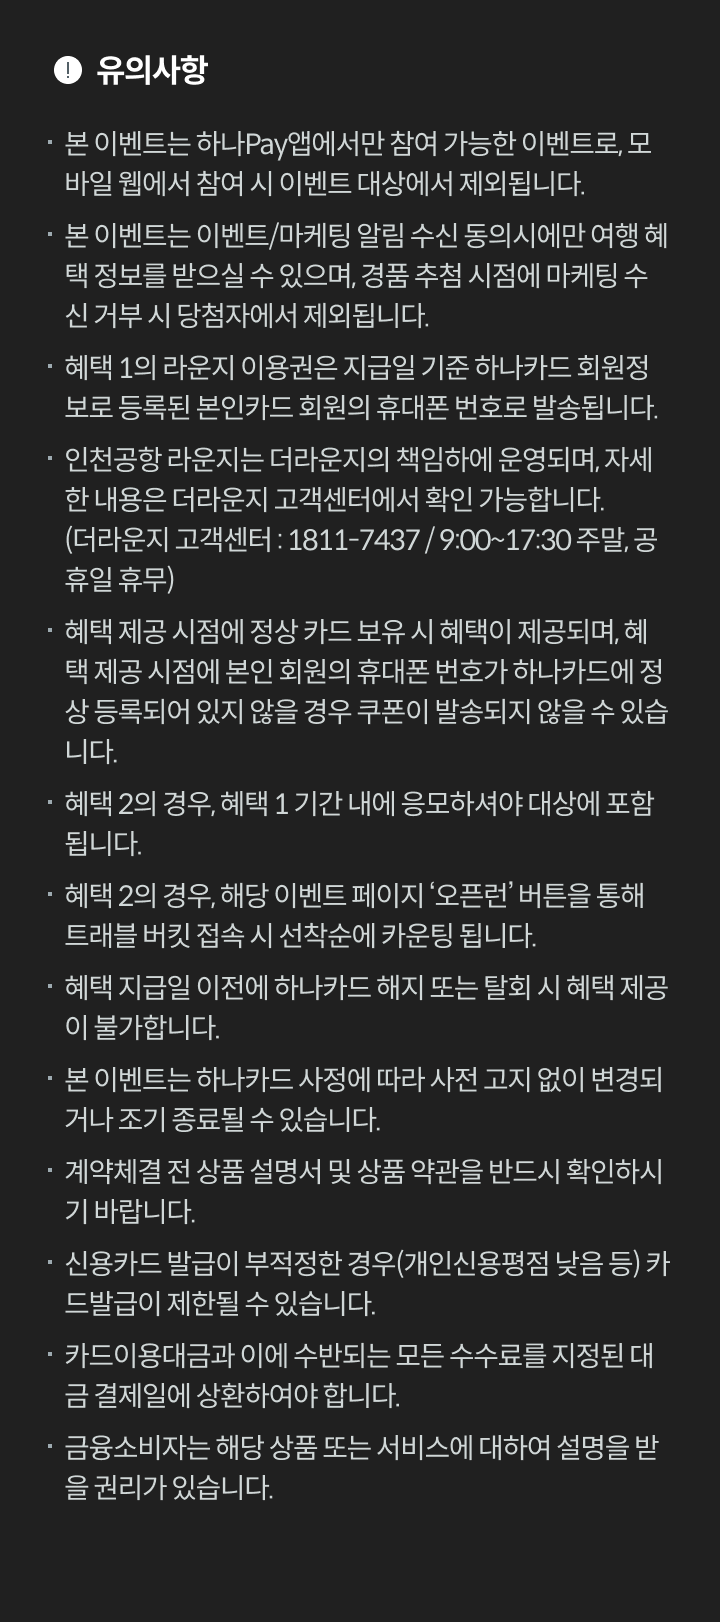 유의사항
· 본 이벤트는 하나Pay앱에서만 참여 가능한 이벤트로, 모
바일 웹에서 참여 시 이벤트 대상에서 제외됩니다.
· 본 이벤트는 이벤트/마케팅 알림 수신 동의시에만 여행 혜
택 정보를 받으실 수 있으며, 경품 추첨 시점에 마케팅 수
신 거부 시 당첨자에서 제외됩니다.
· 혜택 1의 라운지 이용권은 지급일 기준 하나카드 회원정
보로 등록된 본인카드 회원의 휴대폰 번호로 발송됩니다.
· 인천공항 라운지는 더라운지의 책임하에 운영되며, 자세
한 내용은 더라운지 고객센터에서 확인 가능합니다.
(더라운지 고객센터 : 1811-7437 / 9:00~17:30 주말, 공
휴일 휴무)
· 혜택 제공 시점에 정상 카드 보유 시 혜택이 제공되며, 혜
택 제공 시점에 본인 회원의 휴대폰 번호가 하나카드에 정
상 등록되어 있지 않을 경우 쿠폰이 발송되지 않을 수 있습
니다.
· 혜택 2의 경우, 혜택 1 기간 내에 응모하셔야 대상에 포함
됩니다.
· 혜택 2의 경우, 해당 이벤트 페이지 ‘오픈런’ 버튼을 통해
트래블 버킷 접속 시 선착순에 카운팅 됩니다.
· 혜택 지급일 이전에 하나카드 해지 또는 탈회 시 혜택 제공
이 불가합니다.
· 본 이벤트는 하나카드 사정에 따라 사전 고지 없이 변경되
거나 조기 종료될 수 있습니다.
· 계약체결 전 상품 설명서 및 상품 약관을 반드시 확인하시
기 바랍니다.
· 신용카드 발급이 부적정한 경우(개인신용평점 낮음 등) 카
드발급이 제한될 수 있습니다.
· 카드이용대금과 이에 수반되는 모든 수수료를 지정된 대
금 결제일에 상환하여야 합니다.
· 금융소비자는 해당 상품 또는 서비스에 대하여 설명을 받
을 권리가 있습니다.